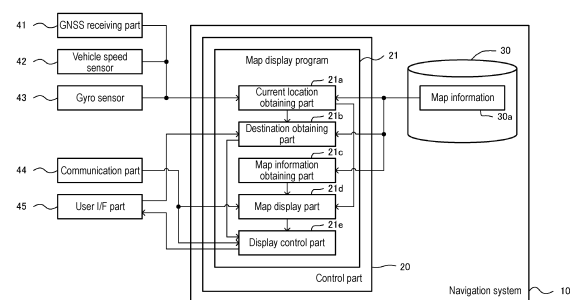 41
GNSS receiving part
42
Vehicle speed
sensor
43
Gyro sensor
44
Communication part
45
User I/F part
Map display program
21
21a
Current location
obtaining part
21b
Destination obtaining
part
21c
Map information
obtaining part
21d
Map display part
21e
Display control part
Control part
20
30
Map information
30a
Navigation system
10